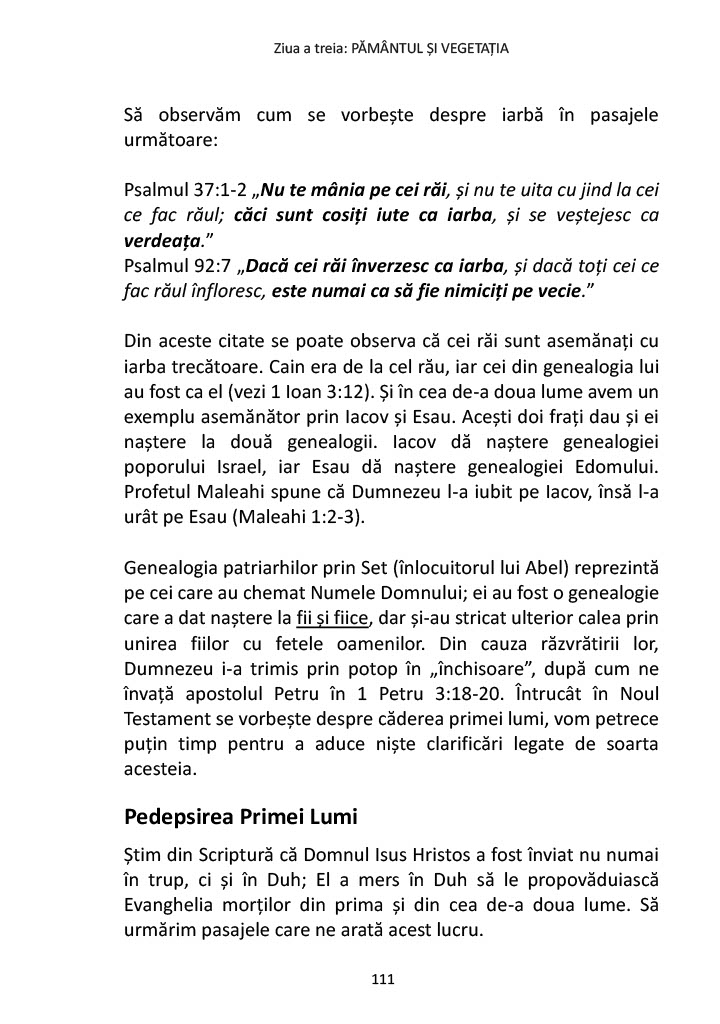 Ziua a treia: PĂMÂNTUL ȘI VEGETAȚIA
Să observăm cum se vorbește despre iarbă în pasajele
următoare:
Psalmul 37:1-2 „Nu te mânia pe cei răi, și nu te uita cu jind la cei
ce fac răul; căci sunt cosiți iute ca iarba, și se veștejesc ca
verdeața.”
Psalmul 92:7 „Dacă cei răi înverzesc ca iarba, și dacă toți cei ce
fac răul înfloresc, este numai ca să fie nimiciți pe vecie.”
Din aceste citate se poate observa că cei răi sunt asemănați cu
iarba trecătoare. Cain era de la cel rău, iar cei din genealogia lui
au fost ca el (vezi 1 Ioan 3:12). Și în cea de-a doua lume avem un
exemplu asemănător prin Iacov și Esau. Acești doi frați dau și ei
naștere la două genealogii. Iacov dă naștere genealogiei
poporului Israel, iar Esau dă naștere genealogiei Edomului.
Profetul Maleahi spune că Dumnezeu l-a iubit pe Iacov, însă l-a
urât pe Esau (Maleahi 1:2-3).
Genealogia patriarhilor prin Set (înlocuitorul lui Abel) reprezintă
pe cei care au chemat Numele Domnului; ei au fost o genealogie
care a dat naștere la fii și fiice, dar și-au stricat ulterior calea prin
unirea fiilor cu fetele oamenilor. Din cauza răzvrătirii lor,
Dumnezeu i-a trimis prin potop în „închisoare”, după cum ne
învață apostolul Petru în 1 Petru 3:18-20. Întrucât în Noul
Testament se vorbește despre căderea primei lumi, vom petrece
puțin timp pentru a aduce niște clarificări legate de soarta
acesteia.
Pedepsirea Primei Lumi
Știm din Scriptură că Domnul Isus Hristos a fost înviat nu numai
în trup, ci și în Duh; El a mers în Duh să le propovăduiască
Evanghelia morților din prima și din cea de-a doua lume. Să
urmărim pasajele care ne arată acest lucru.
111